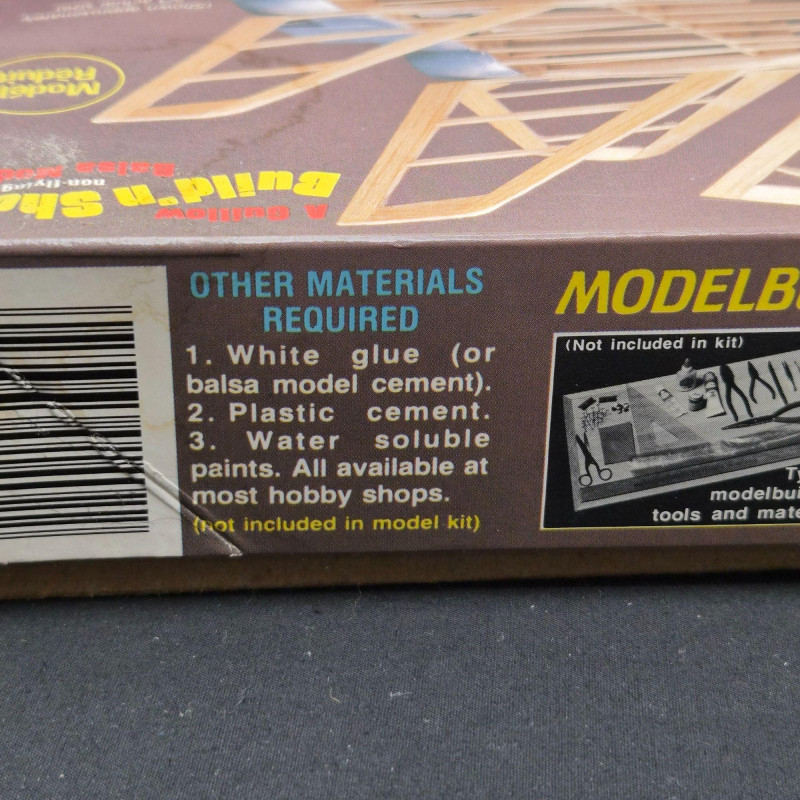 (Shown approximately
Model
A Guillow
Build'n Sho
non-flying
Balsa
OTHER MATERIALS
REQUIRED
1. White glue (or
balsa model cement).
2. Plastic cement.
3. Water soluble
paints. All available at
most hobby shops.
(not included in model kit)
MODELBU
(Not included in kit)
Ty
modelbui
tools and mate